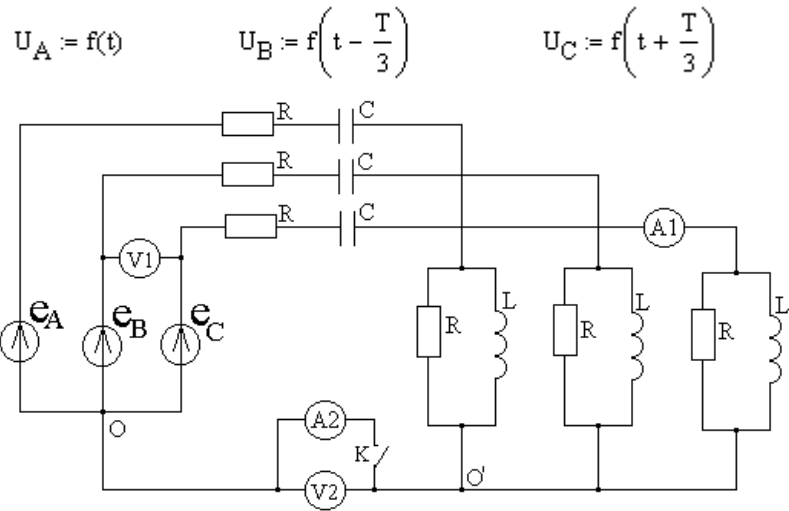 U_A := f(t)
U_B := f(t − T/3)
U_C := f(t + T/3)
R
C
R
C
R
C
A1
V1
e_A
e_B
e_C
R
L
R
L
R
L
O
A2
K
V2
O'